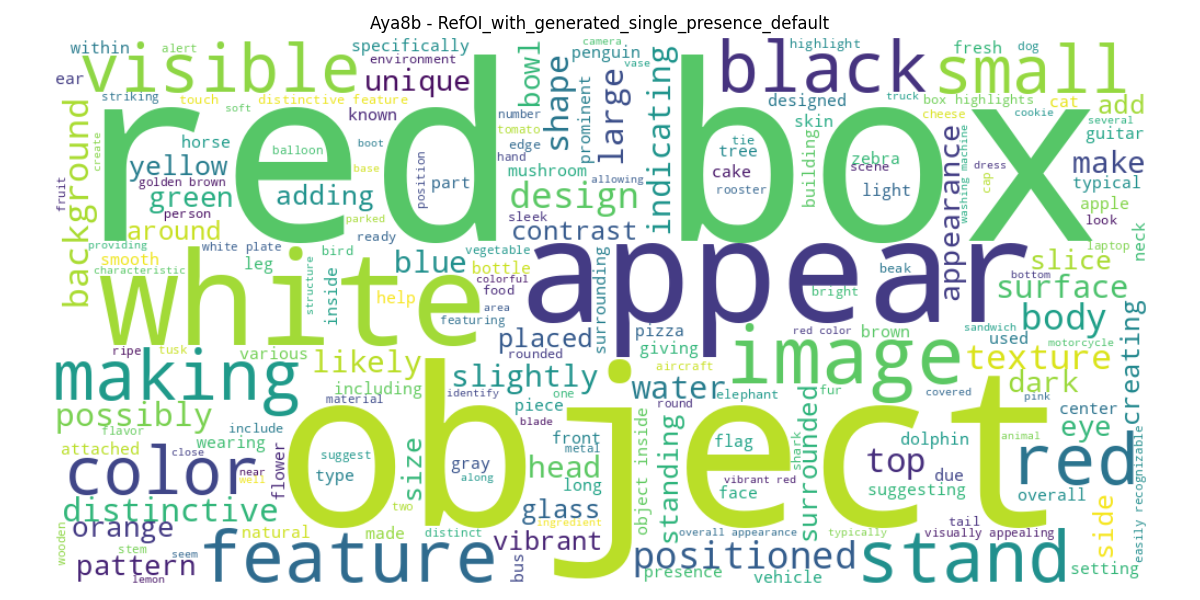 Aya8b - RefOI_with_generated_single_presence_default
within alert specifically camera penguin highlight fresh dog
visible environment bowl shape large indicating black small
ear unique vase
striking touch distinctive feature number prominent designed truck box highlights cat add
background soft known tomato skin cheese cookie several
create horse balloon boot edge tie building guitar
red box
hand tree zebra washing machine dress
yellow base position mushroom allowing cake scene cap make
fruit golden brown adding part design rooster light appearance typical
green person parked sleek apple
around contrast look
providing white plate ready vegetable surrounding laptop neck
smooth bird blue bottle appear beak slice
characteristic leg inside structure help colorful food bottom
white area bright surface
featuring placed pizza red color brown sandwich used body
ripe tusk various rounded giving image motorcycle
making likely slightly aircraft texture creating
including identify one water elephant fur covered pink dark
possibly material piece round center
flavor include wearing object blade surrounded eye
attached front flag dolphin animal
close suggest gray metal shark red
color near flower type size head standing top due
well along long object inside vibrant red face suggesting overall easily recognizable
distinctive two glass
orange natural made distinct ingredient overall appearance typically tail visually appealing side
wooden stem vibrant
pattern seem feature bus positioned stand setting
lemon presence vehicle